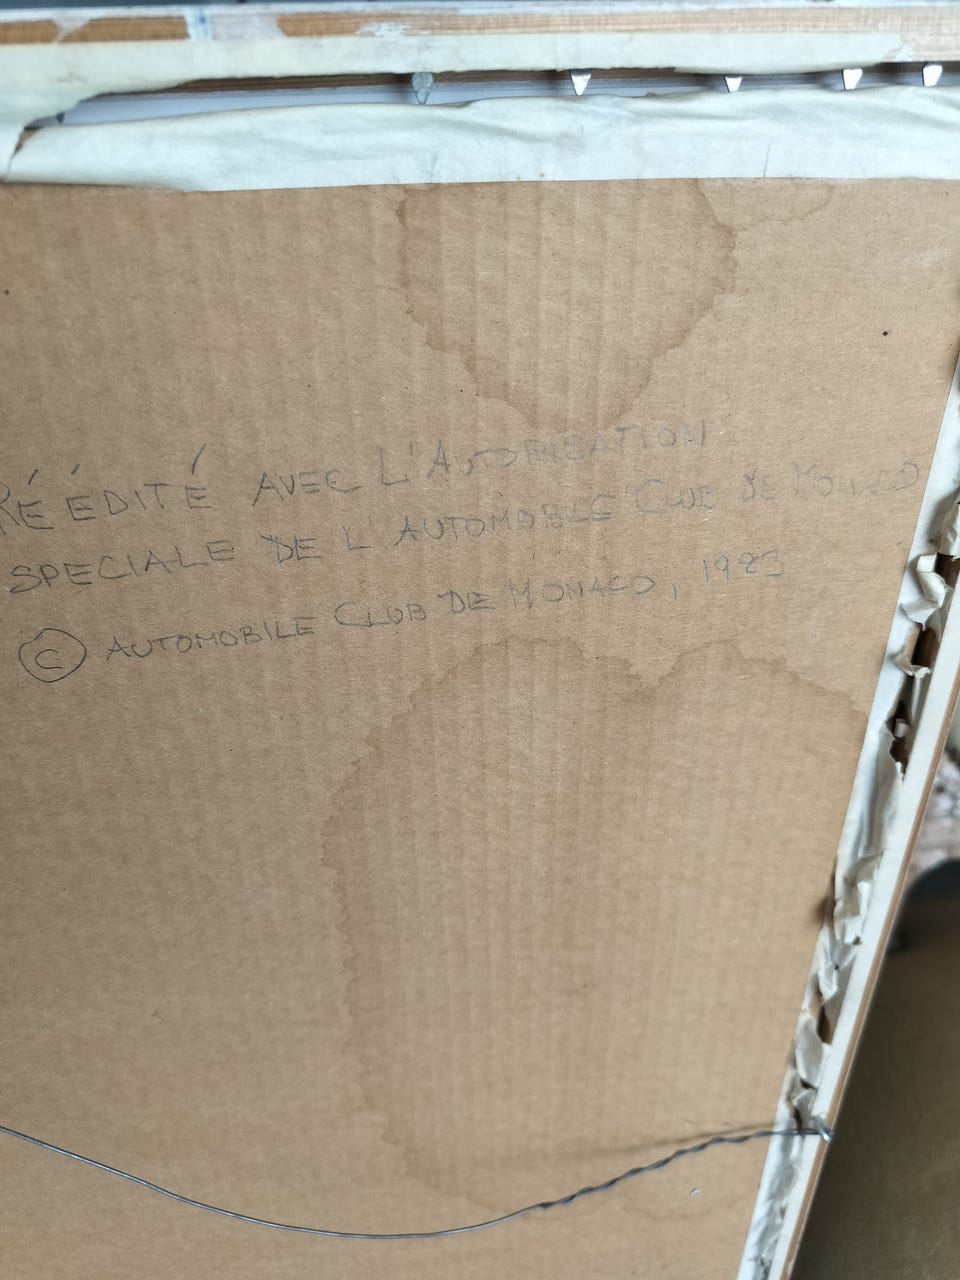 RÉÉDITÉ AVEC L'AUTORISATION
SPECIALE DE L'AUTOMOBILE CLUB DE MONACO
© AUTOMOBILE CLUB DE MONACO, 1983